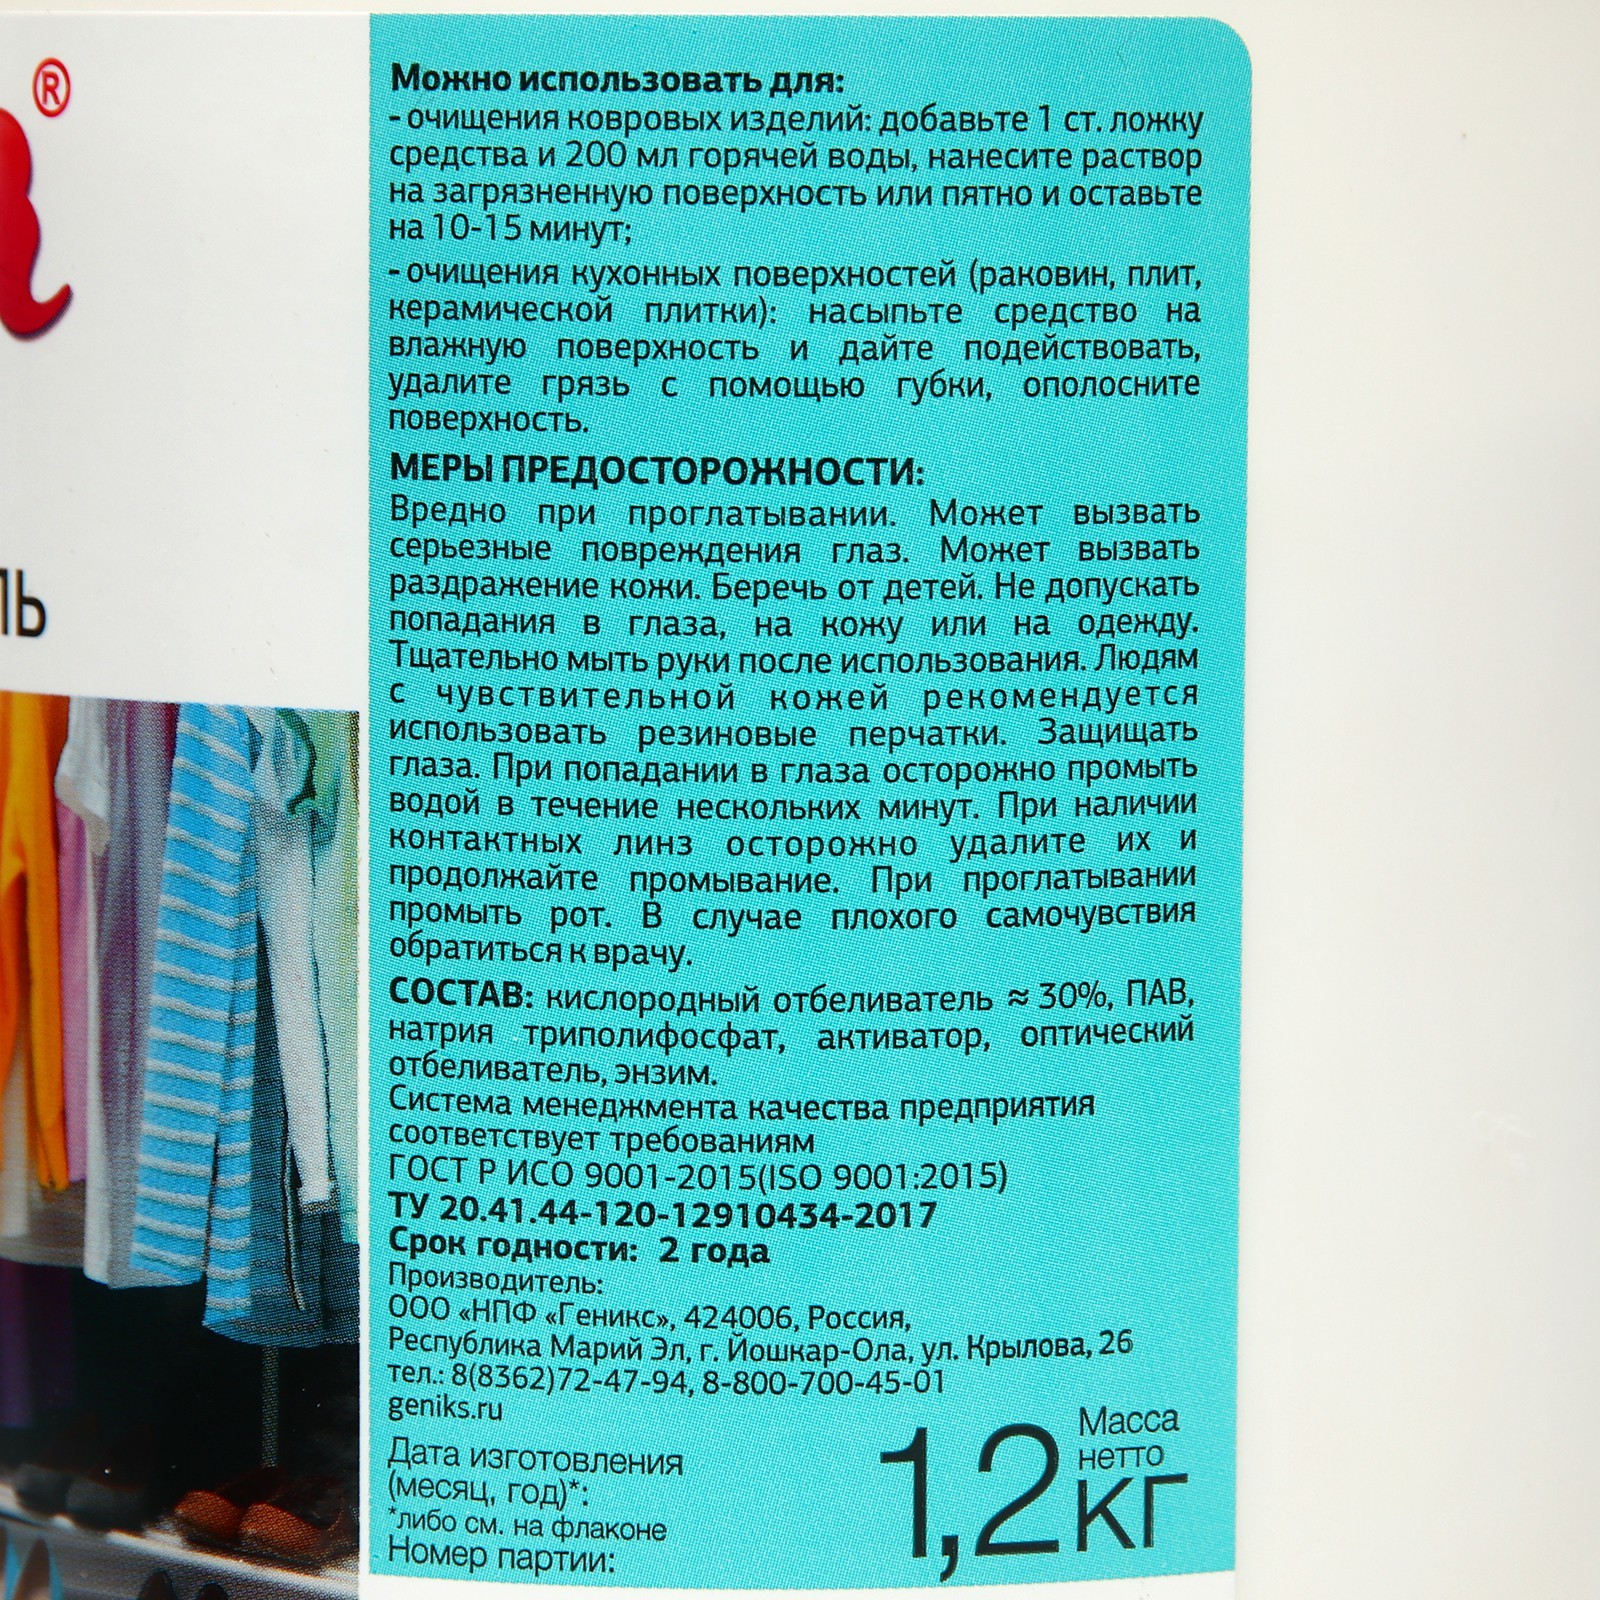 ®
Можно использовать для:
- очищения ковровых изделий: добавьте 1 ст. ложку
средства и 200 мл горячей воды, нанесите раствор
на загрязненную поверхность или пятно и оставьте
на 10-15 минут;
- очищения кухонных поверхностей (раковин, плит,
керамической плитки): насыпьте средство на
влажную поверхность и дайте подействовать,
удалите грязь с помощью губки, ополосните
поверхность.
МЕРЫ ПРЕДОСТОРОЖНОСТИ:
Вредно при проглатывании. Может вызвать
серьезные повреждения глаз. Может вызвать
раздражение кожи. Беречь от детей. Не допускать
попадания в глаза, на кожу или на одежду.
Тщательно мыть руки после использования. Людям
с чувствительной кожей рекомендуется
использовать резиновые перчатки. Защищать
глаза. При попадании в глаза осторожно промыть
водой в течение нескольких минут. При наличии
контактных линз осторожно удалите их и
продолжайте промывание. При проглатывании
промыть рот. В случае плохого самочувствия
обратиться к врачу.
СОСТАВ: кислородный отбеливатель ≈ 30%, ПАВ,
натрия триполифосфат, активатор, оптический
отбеливатель, энзим.
Система менеджмента качества предприятия
соответствует требованиям
ГОСТ Р ИСО 9001-2015(ISO 9001:2015)
ТУ 20.41.44-120-12910434-2017
Срок годности: 2 года
Производитель:
ООО «НПФ «Геникс», 424006, Россия,
Республика Марий Эл, г. Йошкар-Ола, ул. Крылова, 26
тел.: 8(8362)72-47-94, 8-800-700-45-01
geniks.ru
Дата изготовления
(месяц, год)*:
*либо см. на флаконе
Номер партии:
Масса
нетто
1,2 кг